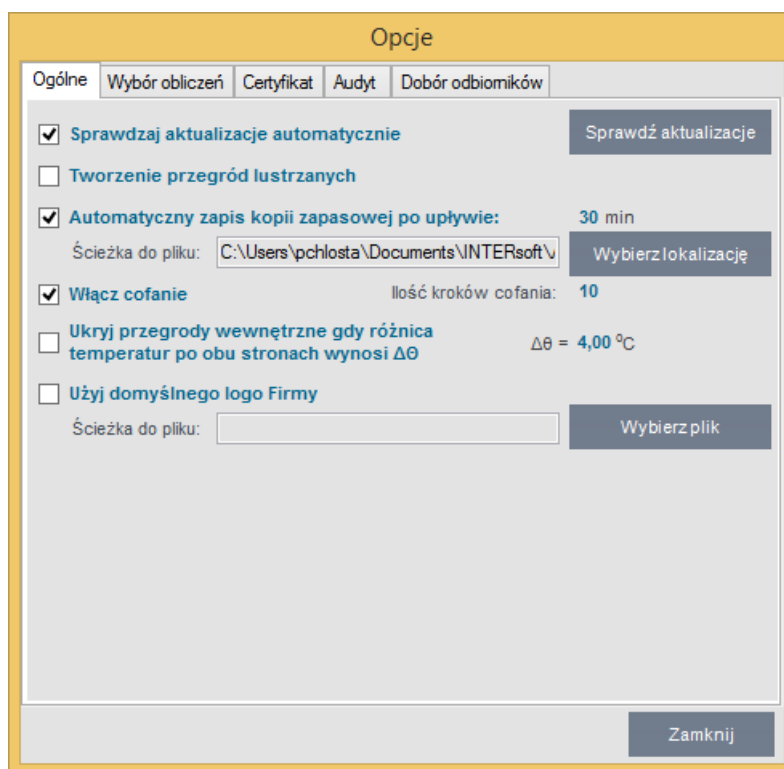 Opcje
Ogólne Wybór obliczeń Certyfikat Audyt Dobór odbiorników
Sprawdzaj aktualizacje automatycznie Sprawdź aktualizacje
Tworzenie przegród lustrzanych
Automatyczny zapis kopii zapasowej po upływie: 30 min
Ścieżka do pliku: C:\Users\pchlosta\Documents\INTERsoft\ Wybierz lokalizację
Włącz cofanie Ilość kroków cofania: 10
Ukryj przegrody wewnętrzne gdy różnica
temperatur po obu stronach wynosi ΔΘ Δθ = 4,00 ⁰C
Użyj domyślnego logo Firmy
Ścieżka do pliku: Wybierz plik
Zamknij